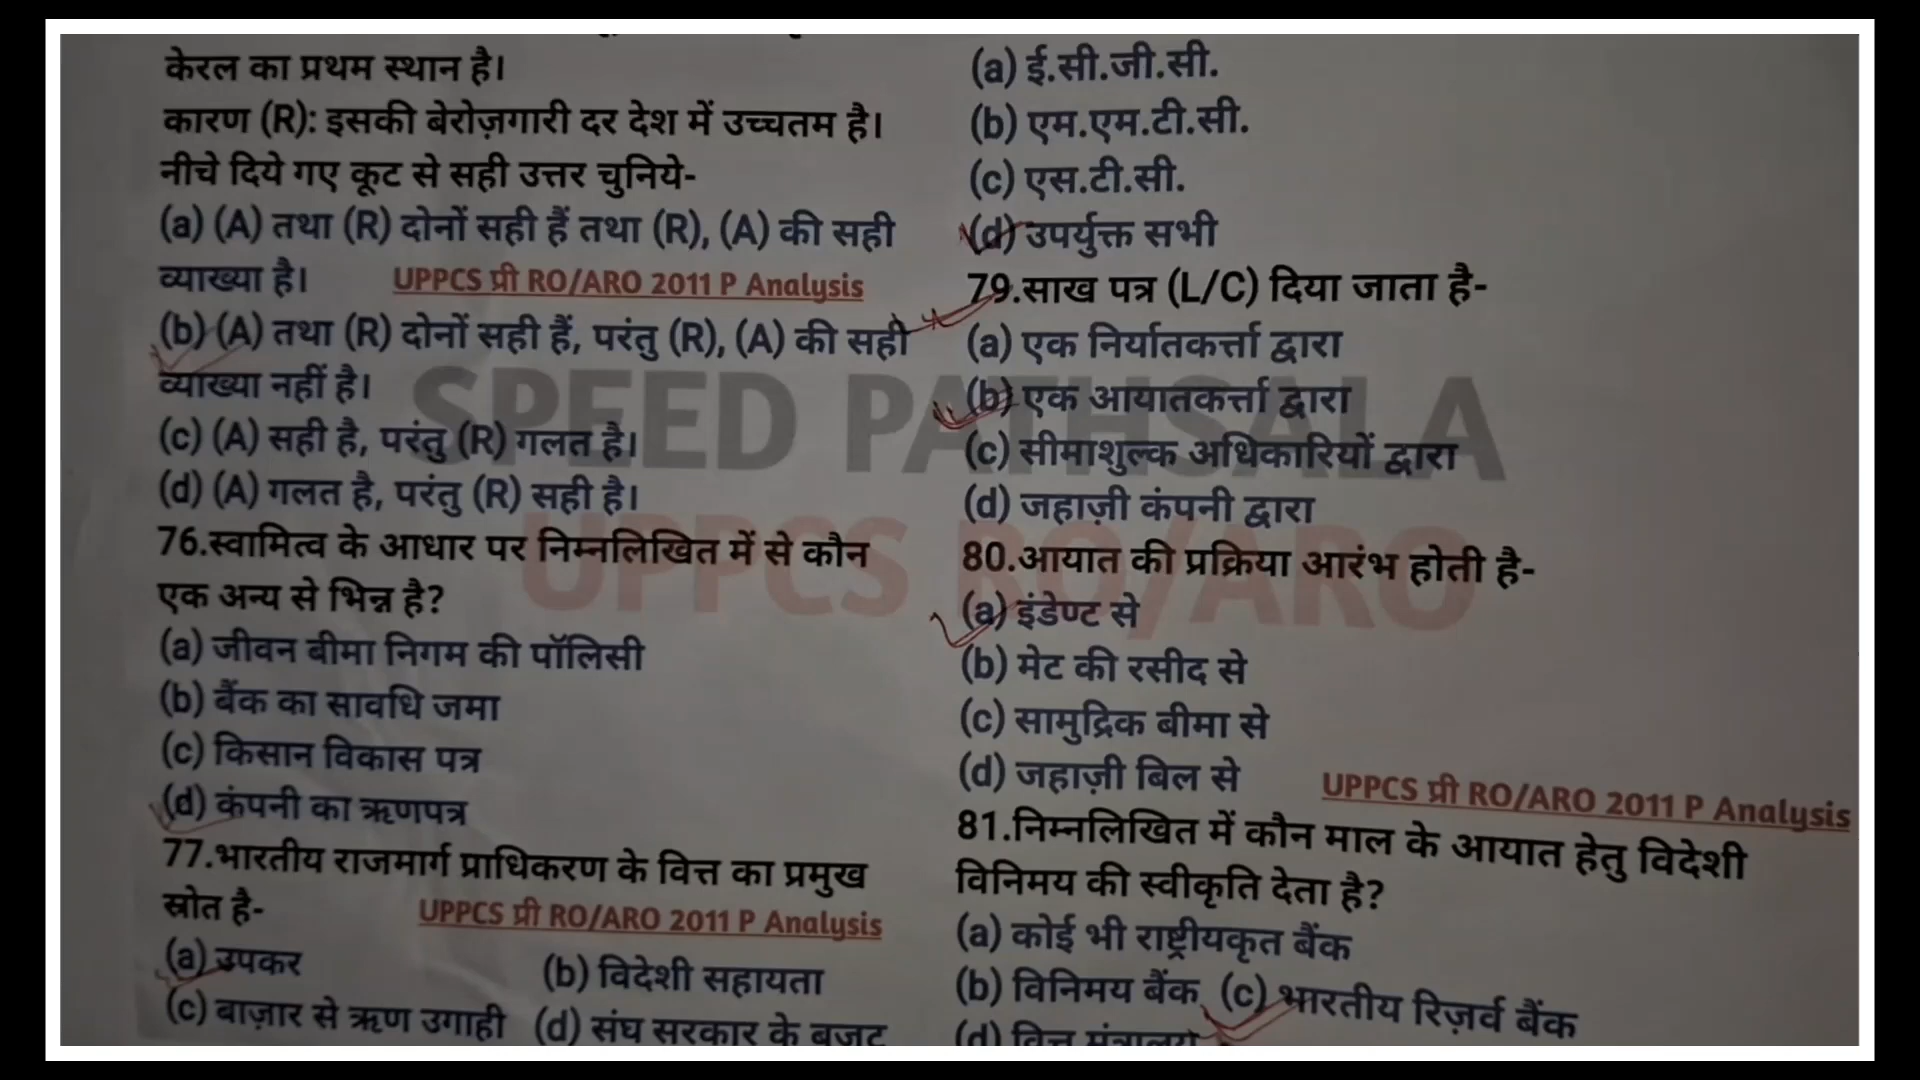 केरल का प्रथम स्थान है।
कारण (R): इसकी बेरोज़गारी दर देश में उच्चतम है।
नीचे दिये गए कूट से सही उत्तर चुनिये-
(a) (A) तथा (R) दोनों सही हैं तथा (R), (A) की सही
व्याख्या है।
UPPCS प्री RO/ARO 2011 P Analysis
(b) (A) तथा (R) दोनों सही हैं, परंतु (R), (A) की सही
व्याख्या नहीं है।
(c) (A) सही है, परंतु (R) गलत है।
(d) (A) गलत है, परंतु (R) सही है।
76.स्वामित्व के आधार पर निम्नलिखित में से कौन
एक अन्य से भिन्न है?
(a) जीवन बीमा निगम की पॉलिसी
(b) बैंक का सावधि जमा
(c) किसान विकास पत्र
(d) कंपनी का ऋणपत्र
77.भारतीय राजमार्ग प्राधिकरण के वित्त का प्रमुख
स्रोत है-
UPPCS प्री RO/ARO 2011 P Analysis
(a) उपकर (b) विदेशी सहायता
(c) बाज़ार से ऋण उगाही (d) संघ सरकार के बजट
(a) ई.सी.जी.सी.
(b) एम.एम.टी.सी.
(c) एस.टी.सी.
(d) उपर्युक्त सभी
79.साख पत्र (L/C) दिया जाता है-
(a) एक निर्यातकर्त्ता द्वारा
(b) एक आयातकर्त्ता द्वारा
(c) सीमाशुल्क अधिकारियों द्वारा
(d) जहाज़ी कंपनी द्वारा
80.आयात की प्रक्रिया आरंभ होती है-
(a) इंडेण्ट से
(b) मेट की रसीद से
(c) सामुद्रिक बीमा से
(d) जहाज़ी बिल से
UPPCS प्री RO/ARO 2011 P Analysis
81.निम्नलिखित में कौन माल के आयात हेतु विदेशी
विनिमय की स्वीकृति देता है?
(a) कोई भी राष्ट्रीयकृत बैंक
(b) विनिमय बैंक (c) भारतीय रिज़र्व बैंक
(d) वित्त मंत्रालय
SPEED PATHSALA
UPPCS RO/ARO